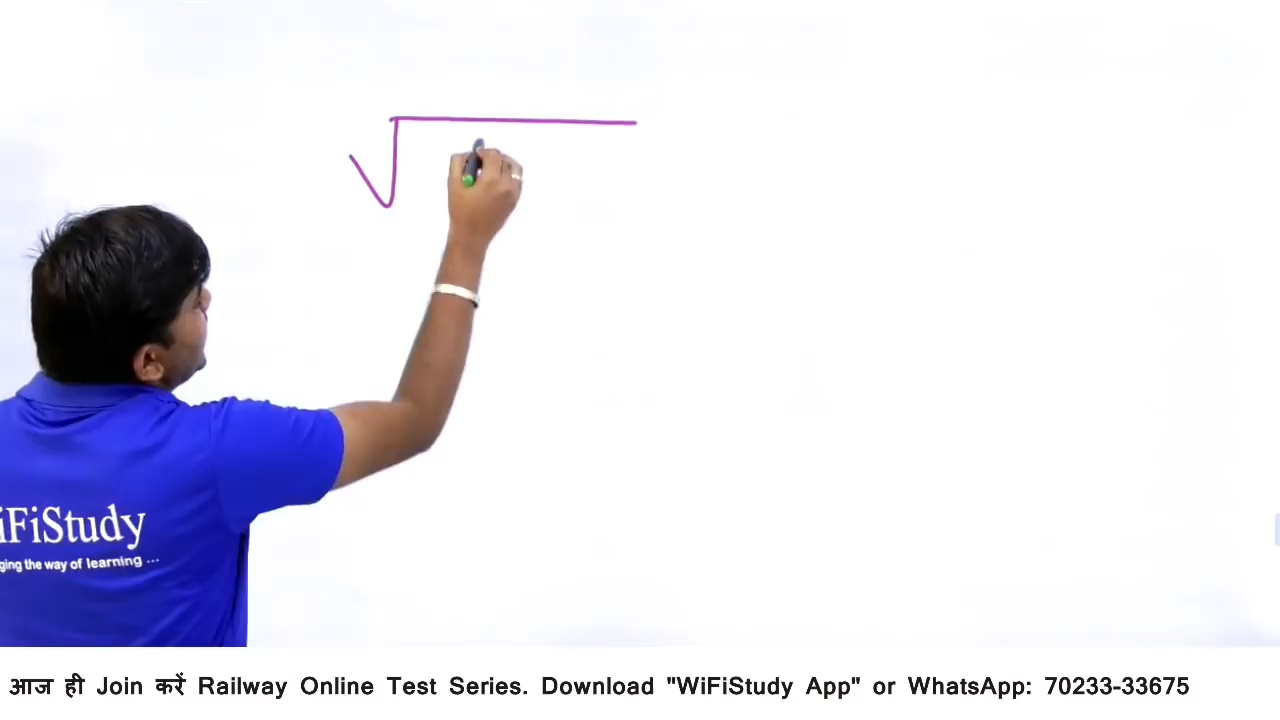 √
iFiStudy
ging the way of learning ...
आज ही Join करें Railway Online Test Series. Download "WiFiStudy App" or WhatsApp: 70233-33675